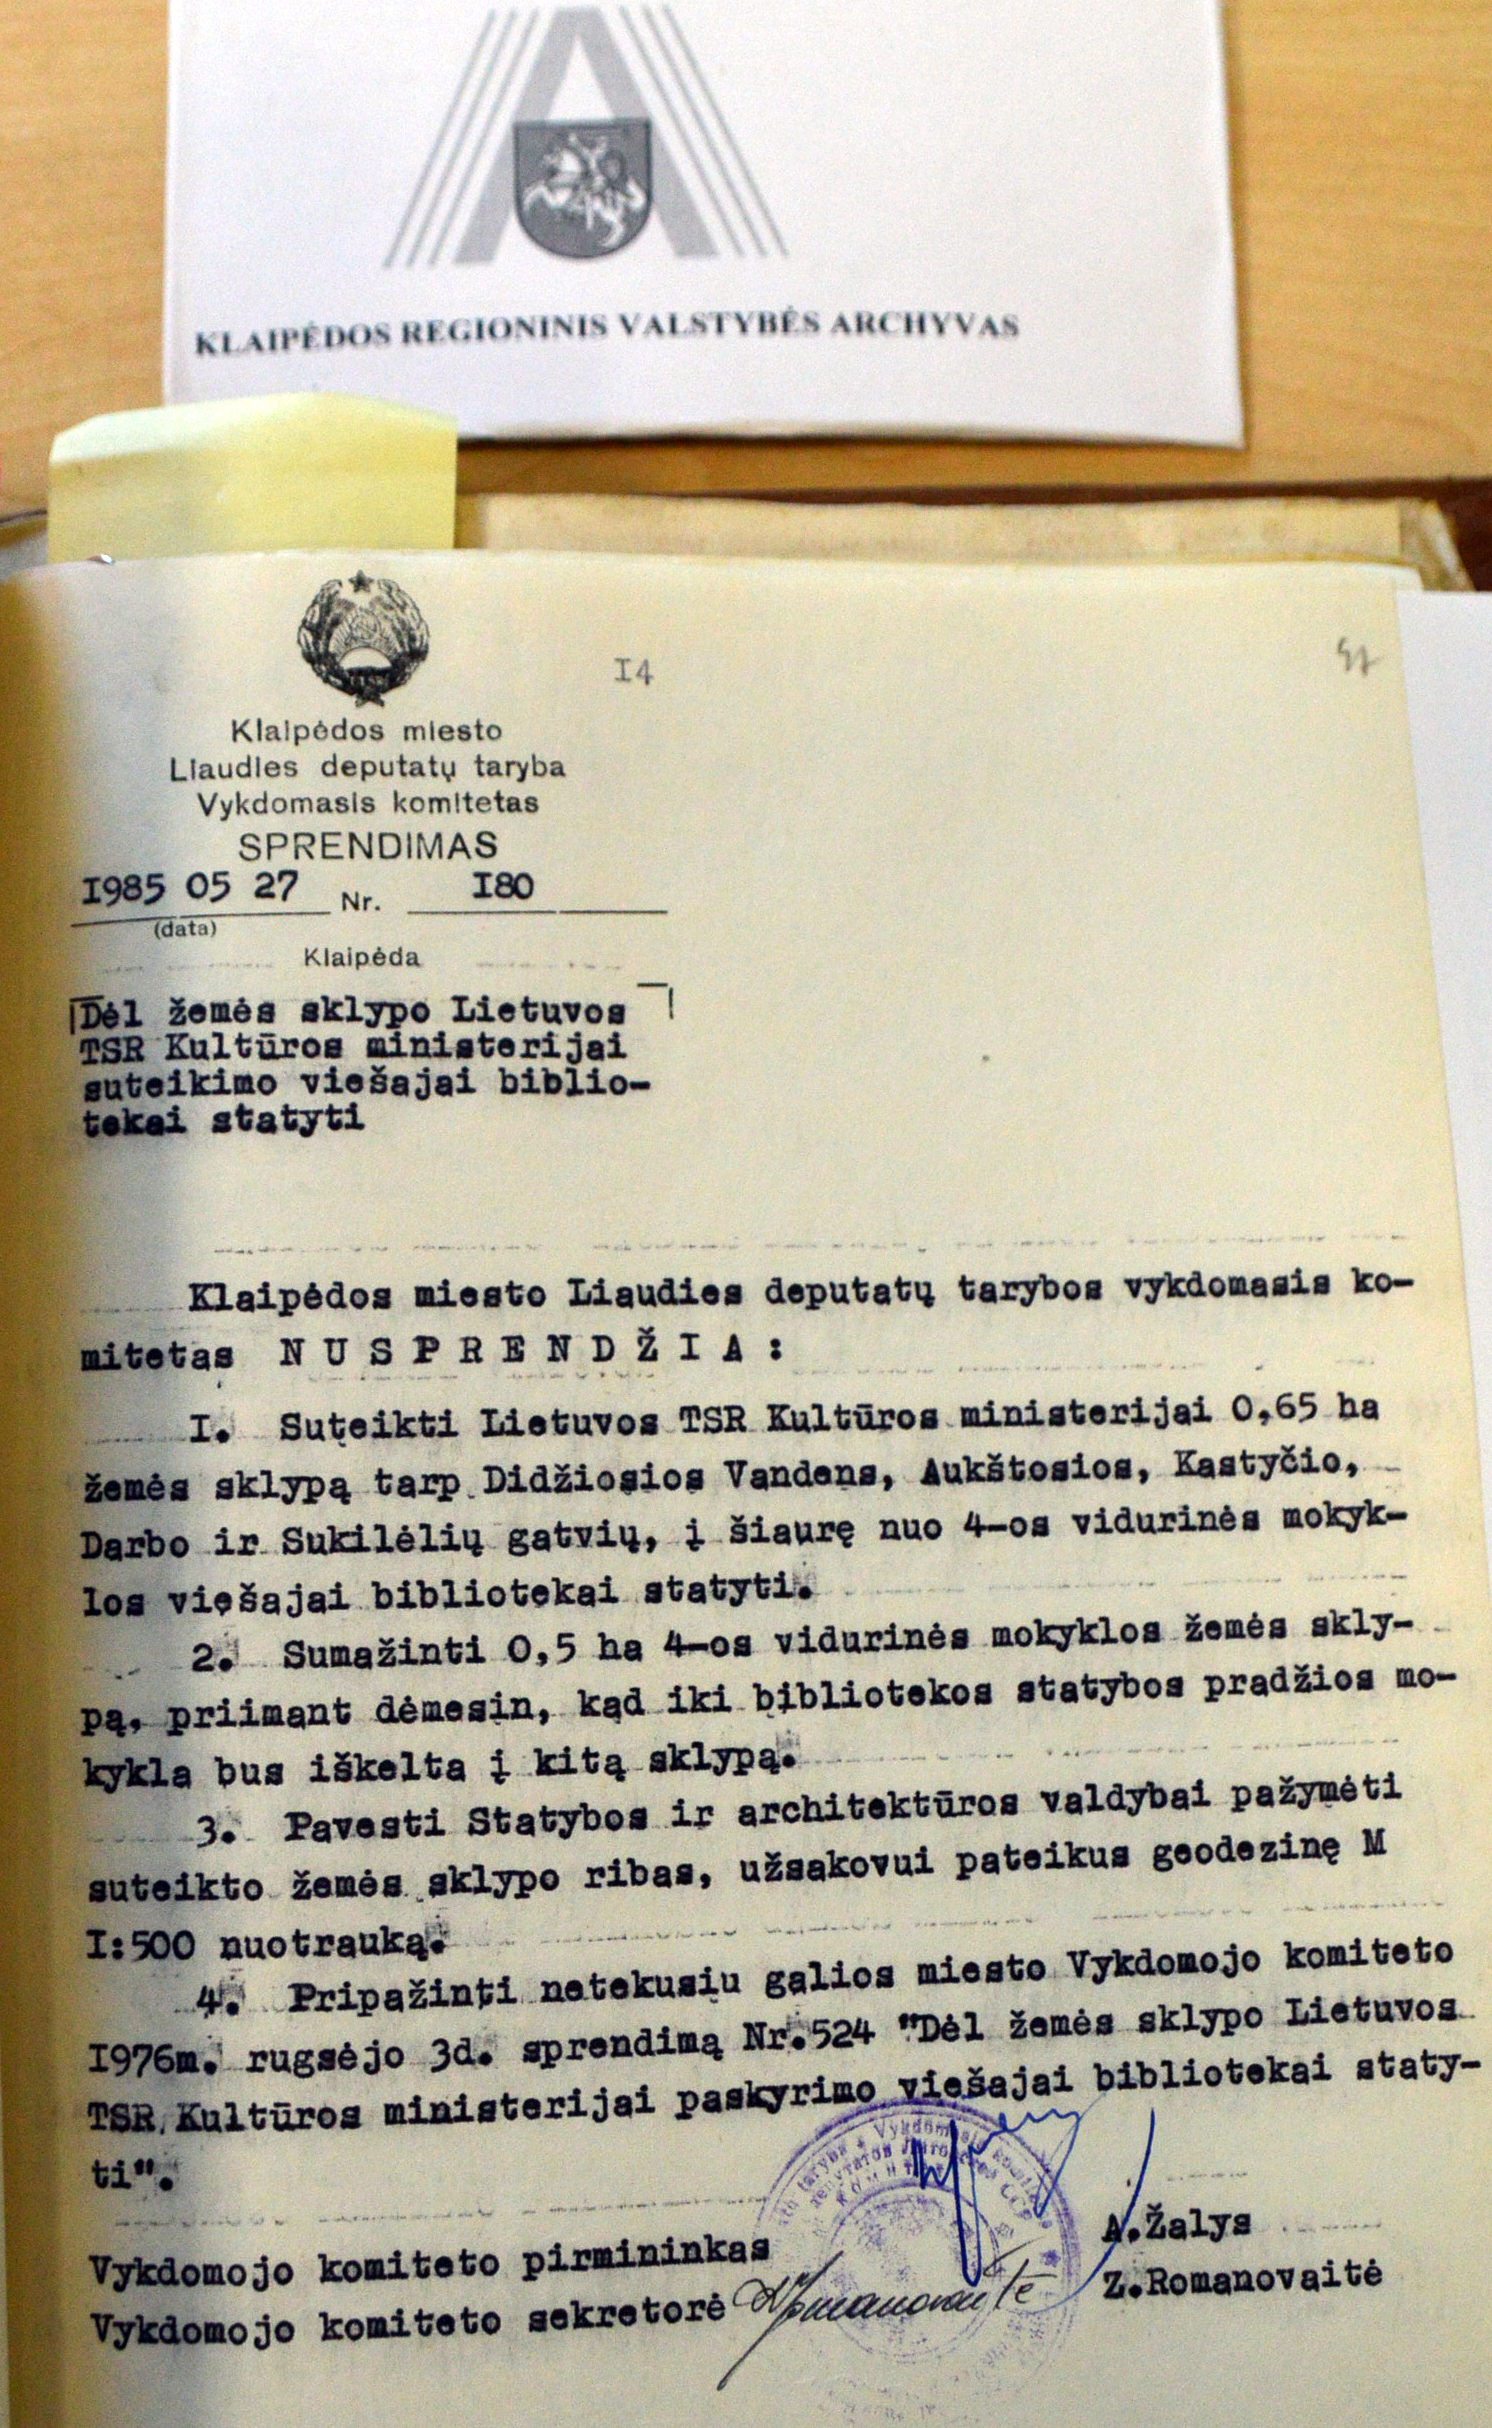 KLAIPĖDOS REGIONINIS VALSTYBĖS ARCHYVAS
I4
Klaipėdos miesto
Liaudies deputatų taryba
Vykdomasis komitetas
SPRENDIMAS
I985 05 27 Nr. I80
(data)
Klaipėda
Dėl žemės sklypo Lietuvos
TSR Kultūros ministerijai
suteikimo viešajai biblio-
tekai statyti
Klaipėdos miesto Liaudies deputatų tarybos vykdomasis ko-
mitetas N U S P R E N D Ž I A :
I. Suteikti Lietuvos TSR Kultūros ministerijai 0,65 ha
žemės sklypą tarp Didžiosios Vandens, Aukštosios, Kastyčio,
Darbo ir Sukilėlių gatvių, į šiaurę nuo 4-os vidurinės mokyk-
los viešajai bibliotekai statyti.
2. Sumažinti 0,5 ha 4-os vidurinės mokyklos žemės skly-
pą, priimant dėmesin, kad iki bibliotekos statybos pradžios mo-
kykla bus iškelta į kitą sklypą.
3. Pavesti Statybos ir architektūros valdybai pažymėti
suteikto žemės sklypo ribas, užsakovui pateikus geodezinę M
I:500 nuotrauką.
4. Pripažinti netekusiu galios miesto Vykdomojo komiteto
I976m. rugsėjo 3d. sprendimą Nr.524 "Dėl žemės sklypo Lietuvos
TSR Kultūros ministerijai paskyrimo viešajai bibliotekai staty-
ti".
Vykdomojo komiteto pirmininkas A.Žalys
Vykdomojo komiteto sekretorė Z.Romanovaitė